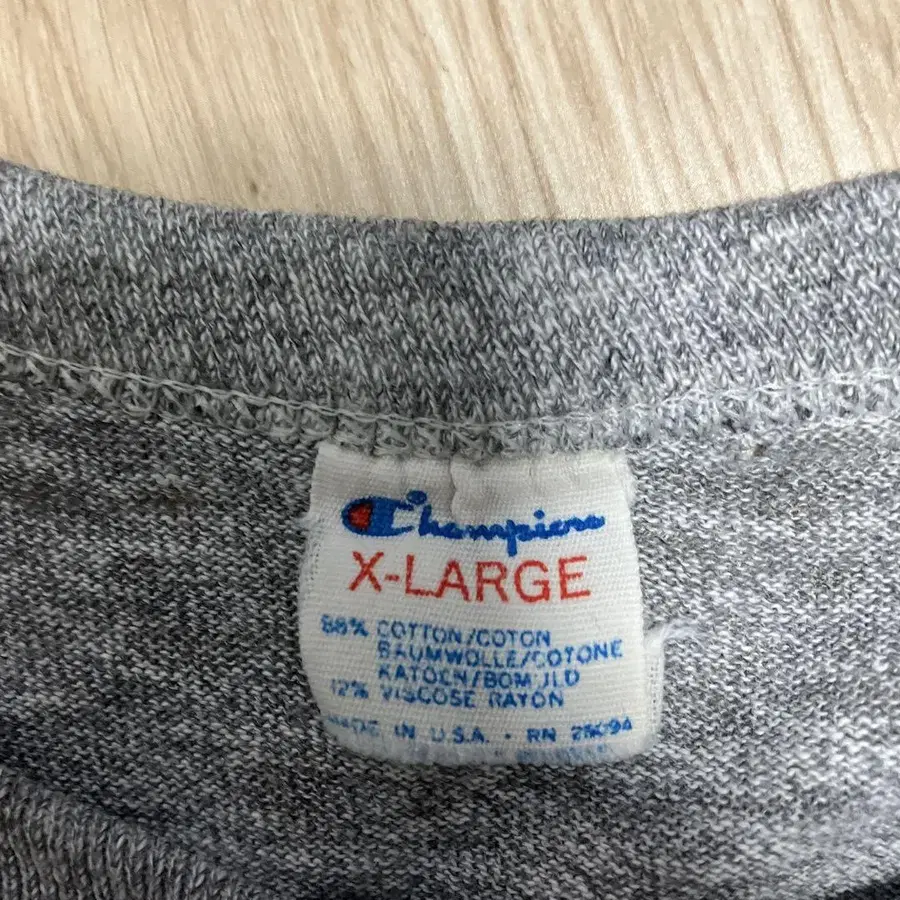 Champion
X-LARGE
88% COTTON/COTON
BAUMWOLLE/COTONE
KATOEN/BOMULD
12% VISCOSE RAYON
MADE IN U.S.A. · RN 26094